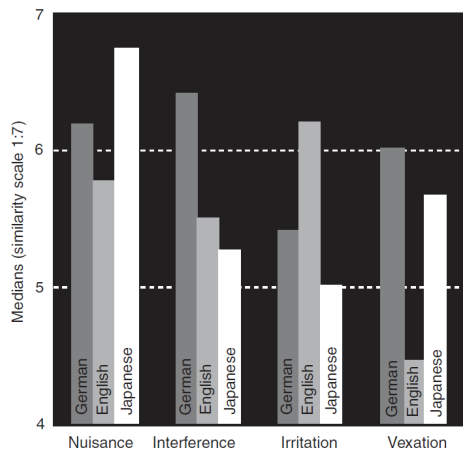 7
6
5
4
Medians (similarity scale 1:7)
German
English
Japanese
German
English
Japanese
German
English
Japanese
German
English
Japanese
Nuisance
Interference
Irritation
Vexation